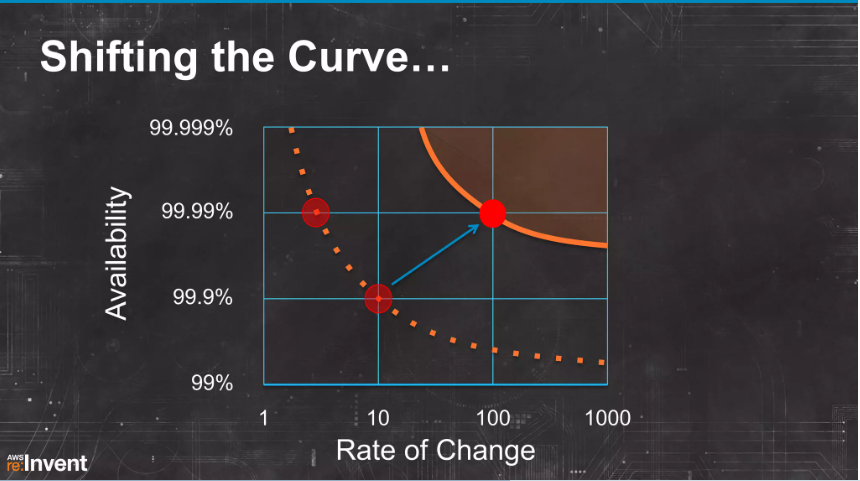 Shifting the Curve…
99.999%
99.99%
99.9%
99%
Availability
1 10 100 1000
Rate of Change
AWS
re:Invent